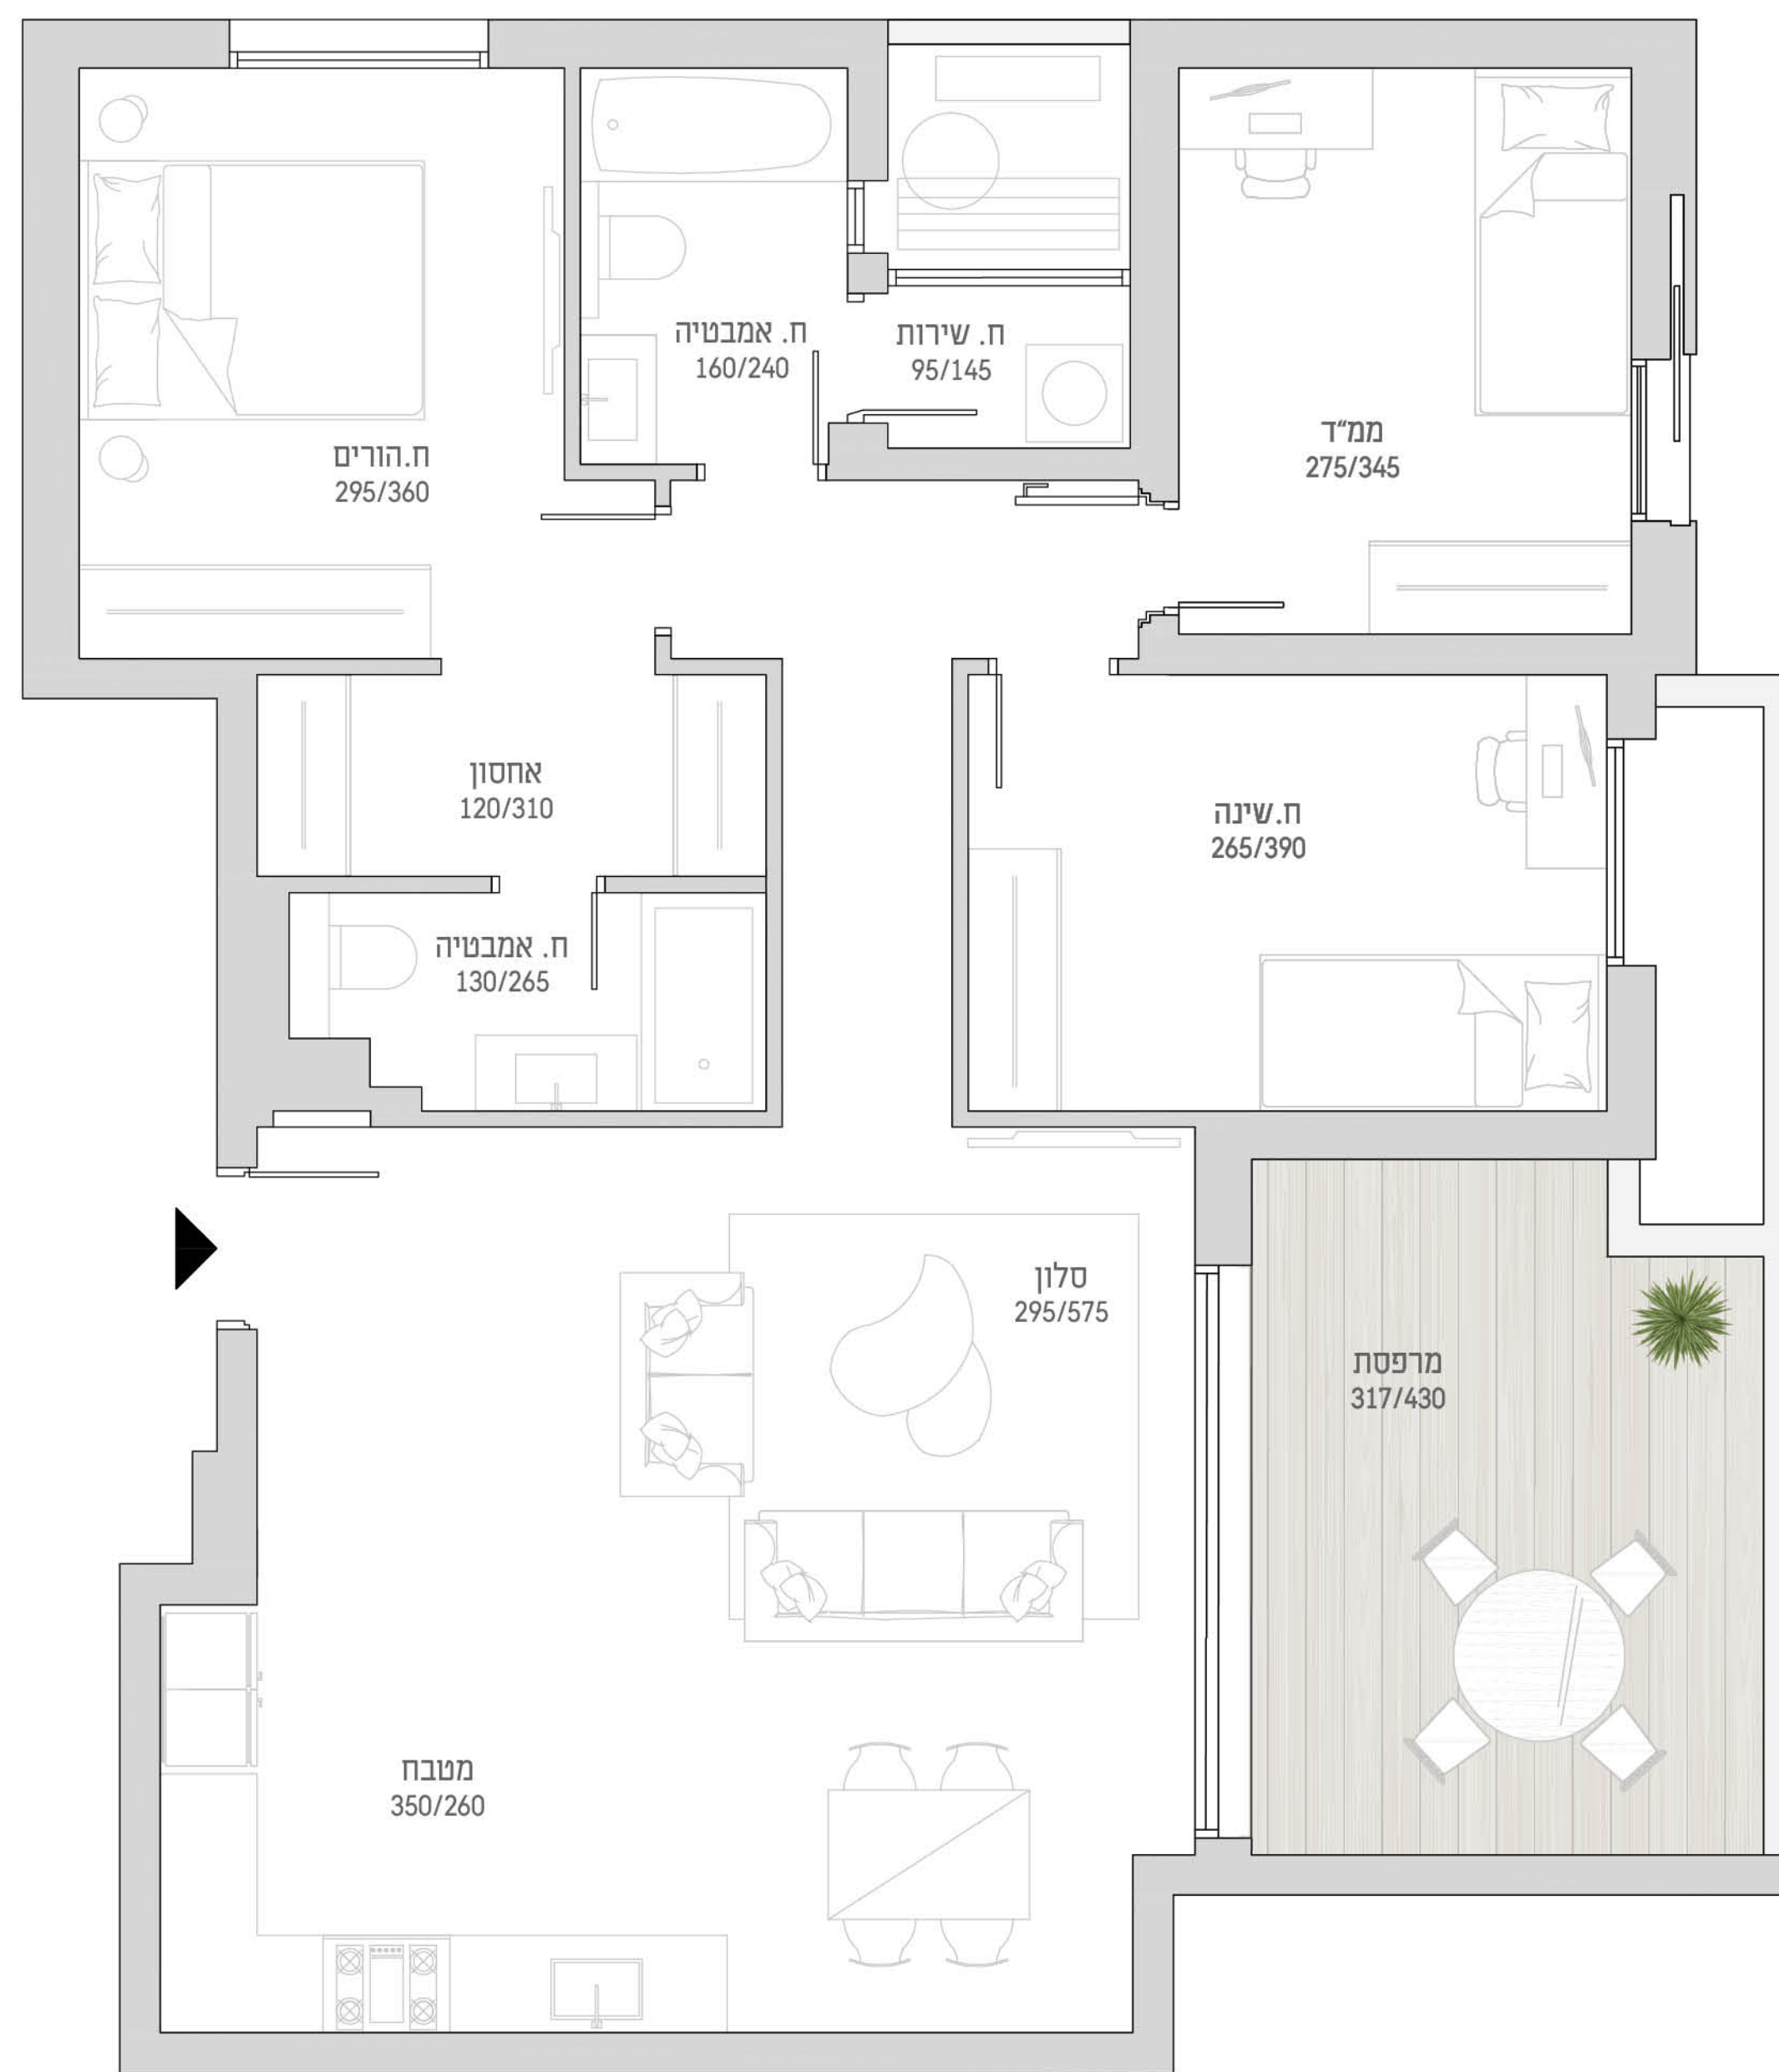 ח. אמבטיה
160/240
ח. שירות
95/145
ממ״ד
275/345
ח.הורים
295/360
אחסון
120/310
ח.שינה
265/390
ח. אמבטיה
130/265
סלון
295/575
מרפסת
317/430
מטבח
350/260